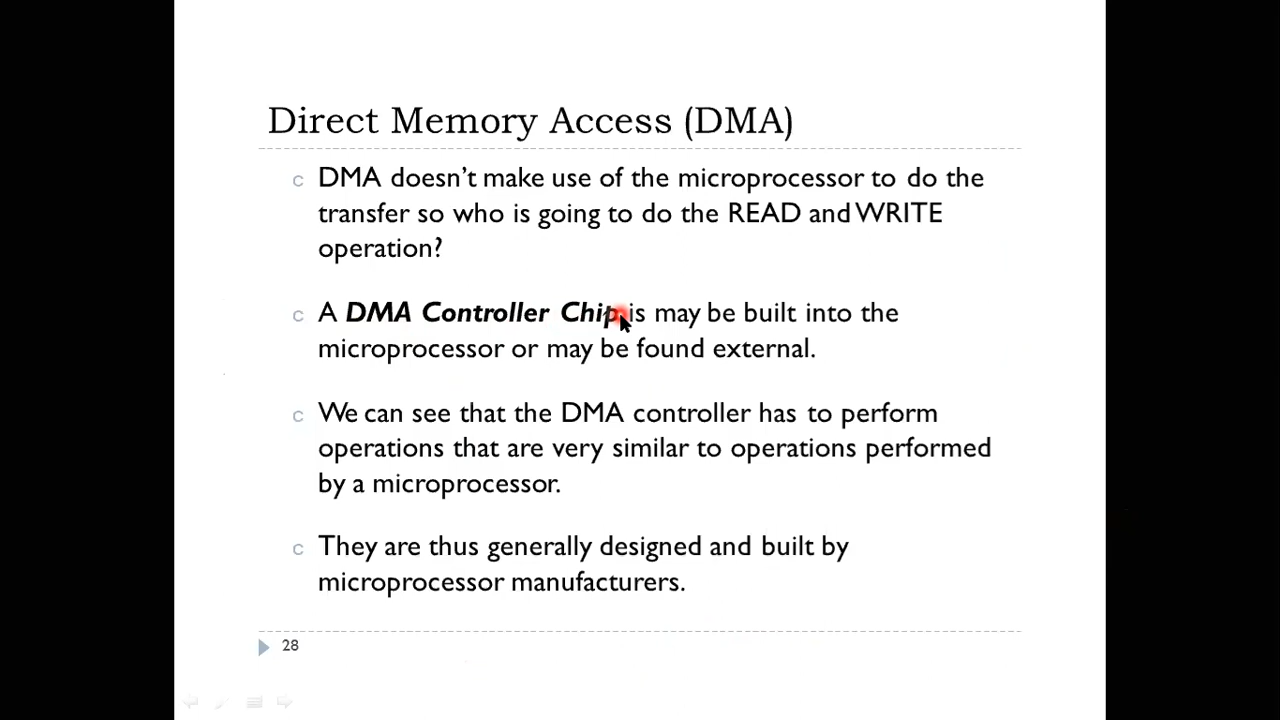 Direct Memory Access (DMA)
c DMA doesn't make use of the microprocessor to do the
transfer so who is going to do the READ and WRITE
operation?
c A DMA Controller Chip is may be built into the
microprocessor or may be found external.
c We can see that the DMA controller has to perform
operations that are very similar to operations performed
by a microprocessor.
c They are thus generally designed and built by
microprocessor manufacturers.
28